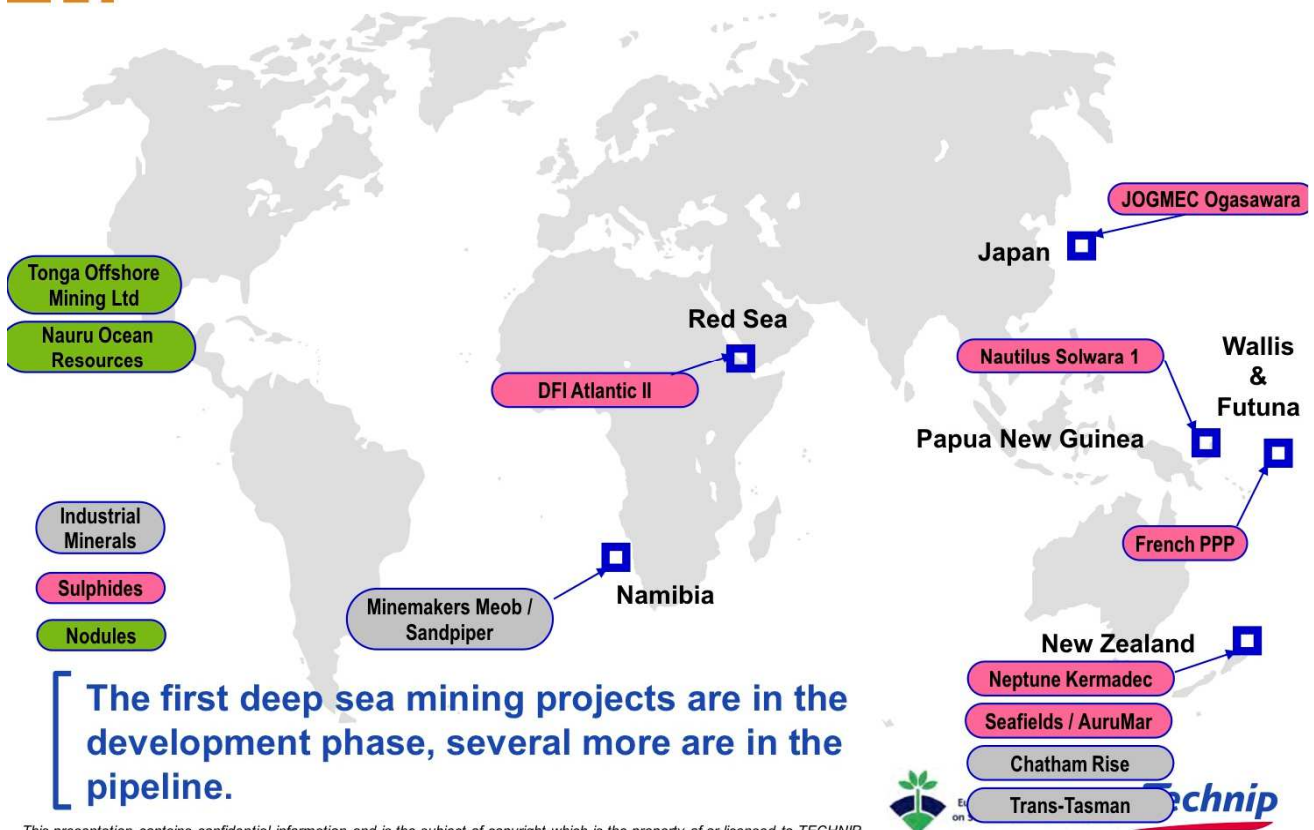 JOGMEC Ogasawara
Japan
Tonga Offshore
Mining Ltd
Nauru Ocean
Resources
Red Sea
DFI Atlantic II
Nautilus Solwara 1
Wallis
&
Futuna
Papua New Guinea
French PPP
Industrial
Minerals
Sulphides
Nodules
Minemakers Meob /
Sandpiper
Namibia
New Zealand
Neptune Kermadec
Seafields / AuruMar
Chatham Rise
Trans-Tasman
The first deep sea mining projects are in the
development phase, several more are in the
pipeline.
Technip
This presentation contains confidential information and is the subject of copyright which is the property of or licensed to TECHNIP